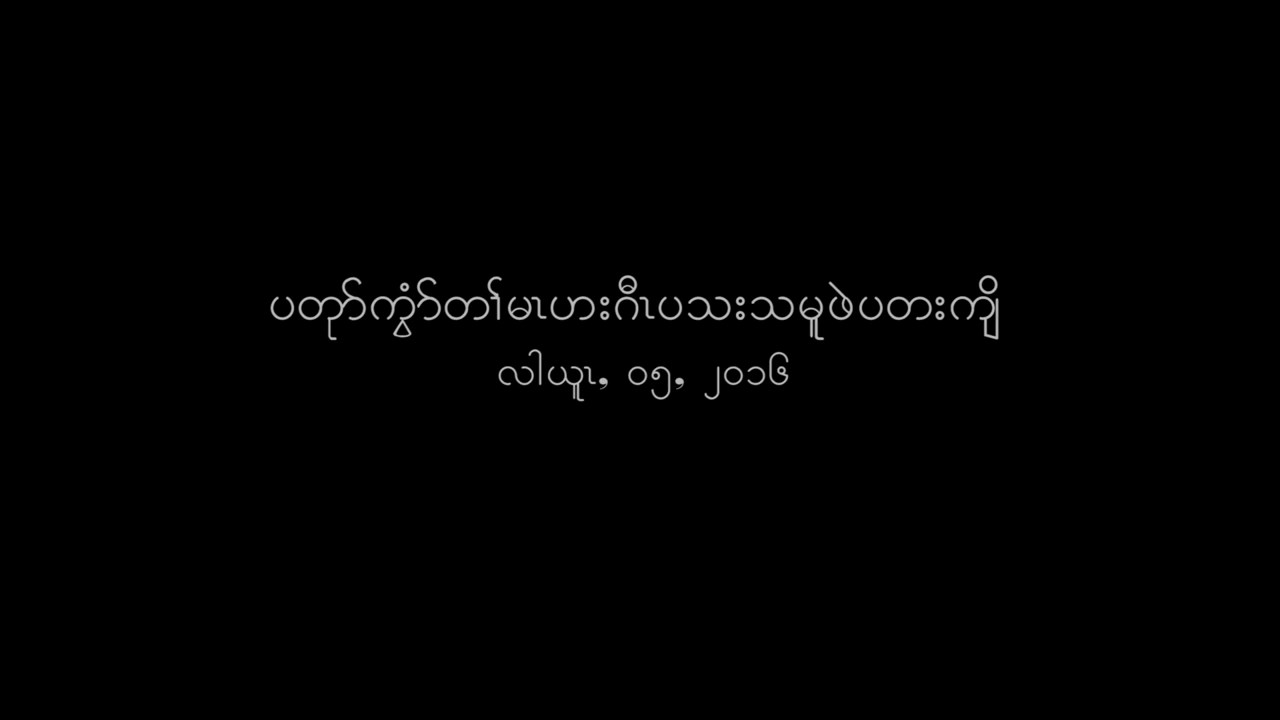 ပတုာ်ကွံာ်တၢ်မၤဟးဂီၤပသးသမူဖဲပတးကျိ
လါယူၤ, ၀၅, ၂၀၁၆